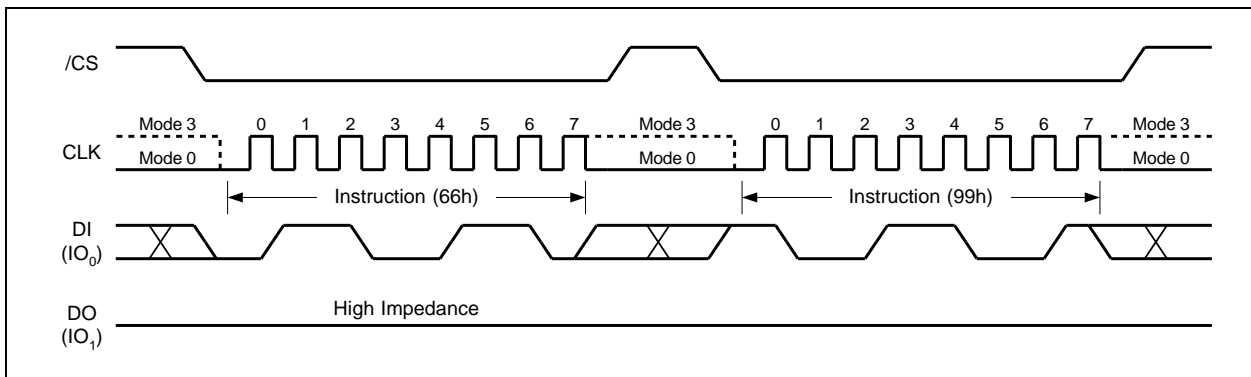 /CS
Mode 3 0 1 2 3 4 5 6 7 Mode 3 0 1 2 3 4 5 6 7 Mode 3
CLK
Mode 0 Mode 0 Mode 0
Instruction (66h) Instruction (99h)
DI
(IO₀)
High Impedance
DO
(IO₁)